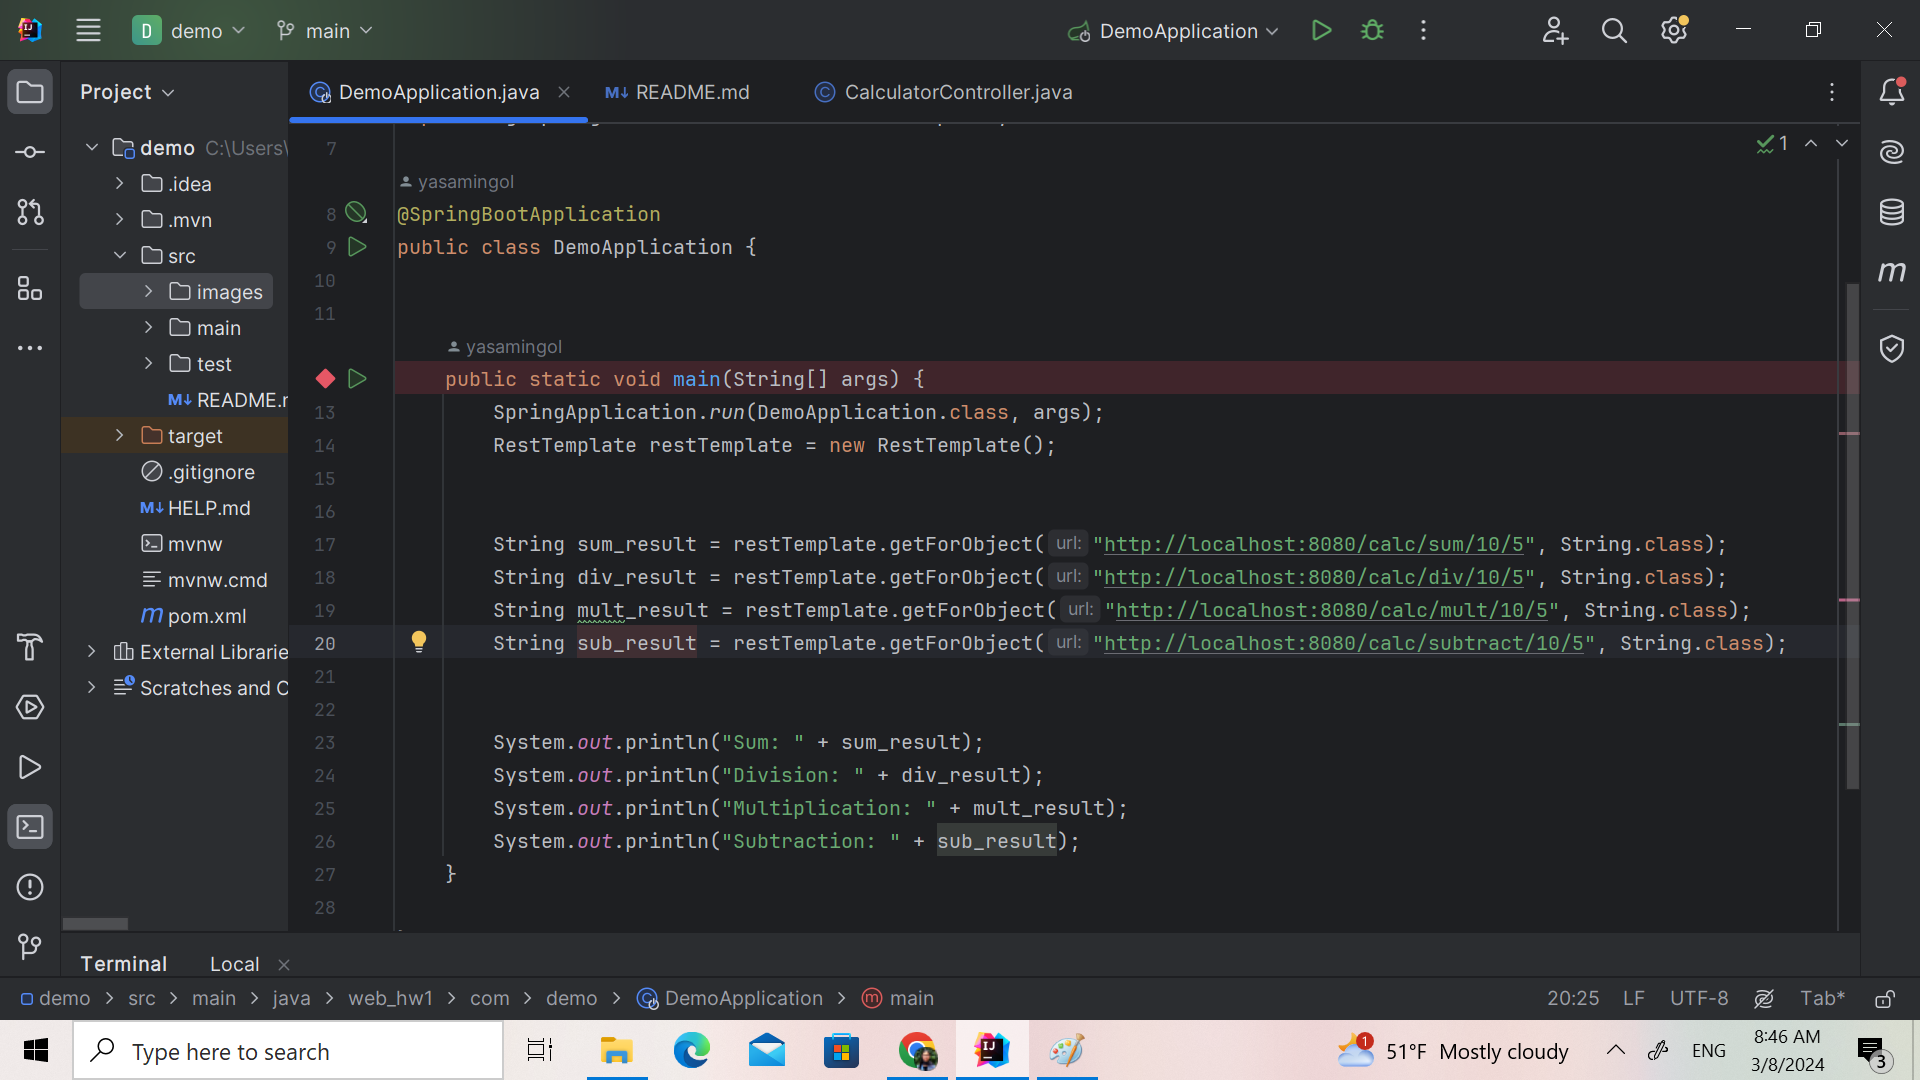 D demo main DemoApplication
Project
DemoApplication.java README.md CalculatorController.java
demo C:\Users\
.idea
.mvn
src
images
main
test
README.
target
.gitignore
HELP.md
mvnw
mvnw.cmd
pom.xml
External Librarie
Scratches and C
1
7
yasamingol
8 @SpringBootApplication
9 public class DemoApplication {
10
11
yasamingol
public static void main(String[] args) {
13 SpringApplication.run(DemoApplication.class, args);
14 RestTemplate restTemplate = new RestTemplate();
15
16
17 String sum_result = restTemplate.getForObject( url: "http://localhost:8080/calc/sum/10/5", String.class);
18 String div_result = restTemplate.getForObject( url: "http://localhost:8080/calc/div/10/5", String.class);
19 String mult_result = restTemplate.getForObject( url: "http://localhost:8080/calc/mult/10/5", String.class);
20 String sub_result = restTemplate.getForObject( url: "http://localhost:8080/calc/subtract/10/5", String.class);
21
22
23 System.out.println("Sum: " + sum_result);
24 System.out.println("Division: " + div_result);
25 System.out.println("Multiplication: " + mult_result);
26 System.out.println("Subtraction: " + sub_result);
27 }
28
Terminal Local
demo > src > main > java > web_hw1 > com > demo > DemoApplication > main
20:25 LF UTF-8 Tab*
Type here to search
1 51°F Mostly cloudy ENG 8:46 AM
3/8/2024 3